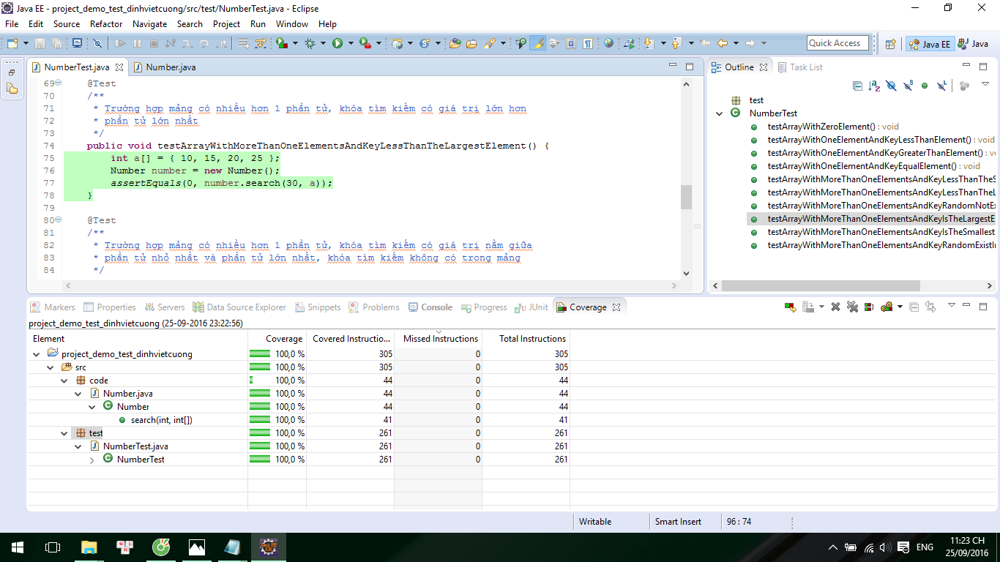 Java EE - project_demo_test_dinhvietcuong/src/test/NumberTest.java - Eclipse
File Edit Source Refactor Navigate Search Project Run Window Help
Quick Access
Java EE
Java
NumberTest.java
Number.java
69 @Test
70 /**
71 * Trường hợp mảng có nhiều hơn 1 phần tử, khóa tìm kiếm có giá trị lớn hơn
72 * phần tử lớn nhất
73 */
74 public void testArrayWithMoreThanOneElementsAndKeyLessThanTheLargestElement() {
75 int a[] = { 10, 15, 20, 25 };
76 Number number = new Number();
77 assertEquals(0, number.search(30, a));
78 }
79
80 @Test
81 /**
82 * Trường hợp mảng có nhiều hơn 1 phần tử, khóa tìm kiếm có giá trị nằm giữa
83 * phần tử nhỏ nhất và phần tử lớn nhất, khóa tìm kiếm không có trong mảng
84 */
Outline Task List
test
NumberTest
testArrayWithZeroElement() : void
testArrayWithOneElementAndKeyLessThanElement() : void
testArrayWithOneElementAndKeyGreaterThanElement() : v
testArrayWithOneElementAndKeyEqualElement() : void
testArrayWithMoreThanOneElementsAndKeyLessThanTheS
testArrayWithMoreThanOneElementsAndKeyLessThanTheL
testArrayWithMoreThanOneElementsAndKeyRandomNotEx
testArrayWithMoreThanOneElementsAndKeyIsTheLargestE
testArrayWithMoreThanOneElementsAndKeyIsTheSmallest
testArrayWithMoreThanOneElementsAndKeyRandomExistIn
Markers Properties Servers Data Source Explorer Snippets Problems Console Progress JUnit Coverage
project_demo_test_dinhvietcuong (25-09-2016 23:22:56)
Element Coverage Covered Instructio... Missed Instructions Total Instructions
project_demo_test_dinhvietcuong 100,0 % 305 0 305
src 100,0 % 305 0 305
code 100,0 % 44 0 44
Number.java 100,0 % 44 0 44
Number 100,0 % 44 0 44
search(int, int[]) 100,0 % 41 0 41
test 100,0 % 261 0 261
NumberTest.java 100,0 % 261 0 261
NumberTest 100,0 % 261 0 261
Writable Smart Insert 96 : 74
ENG
11:23 CH
25/09/2016